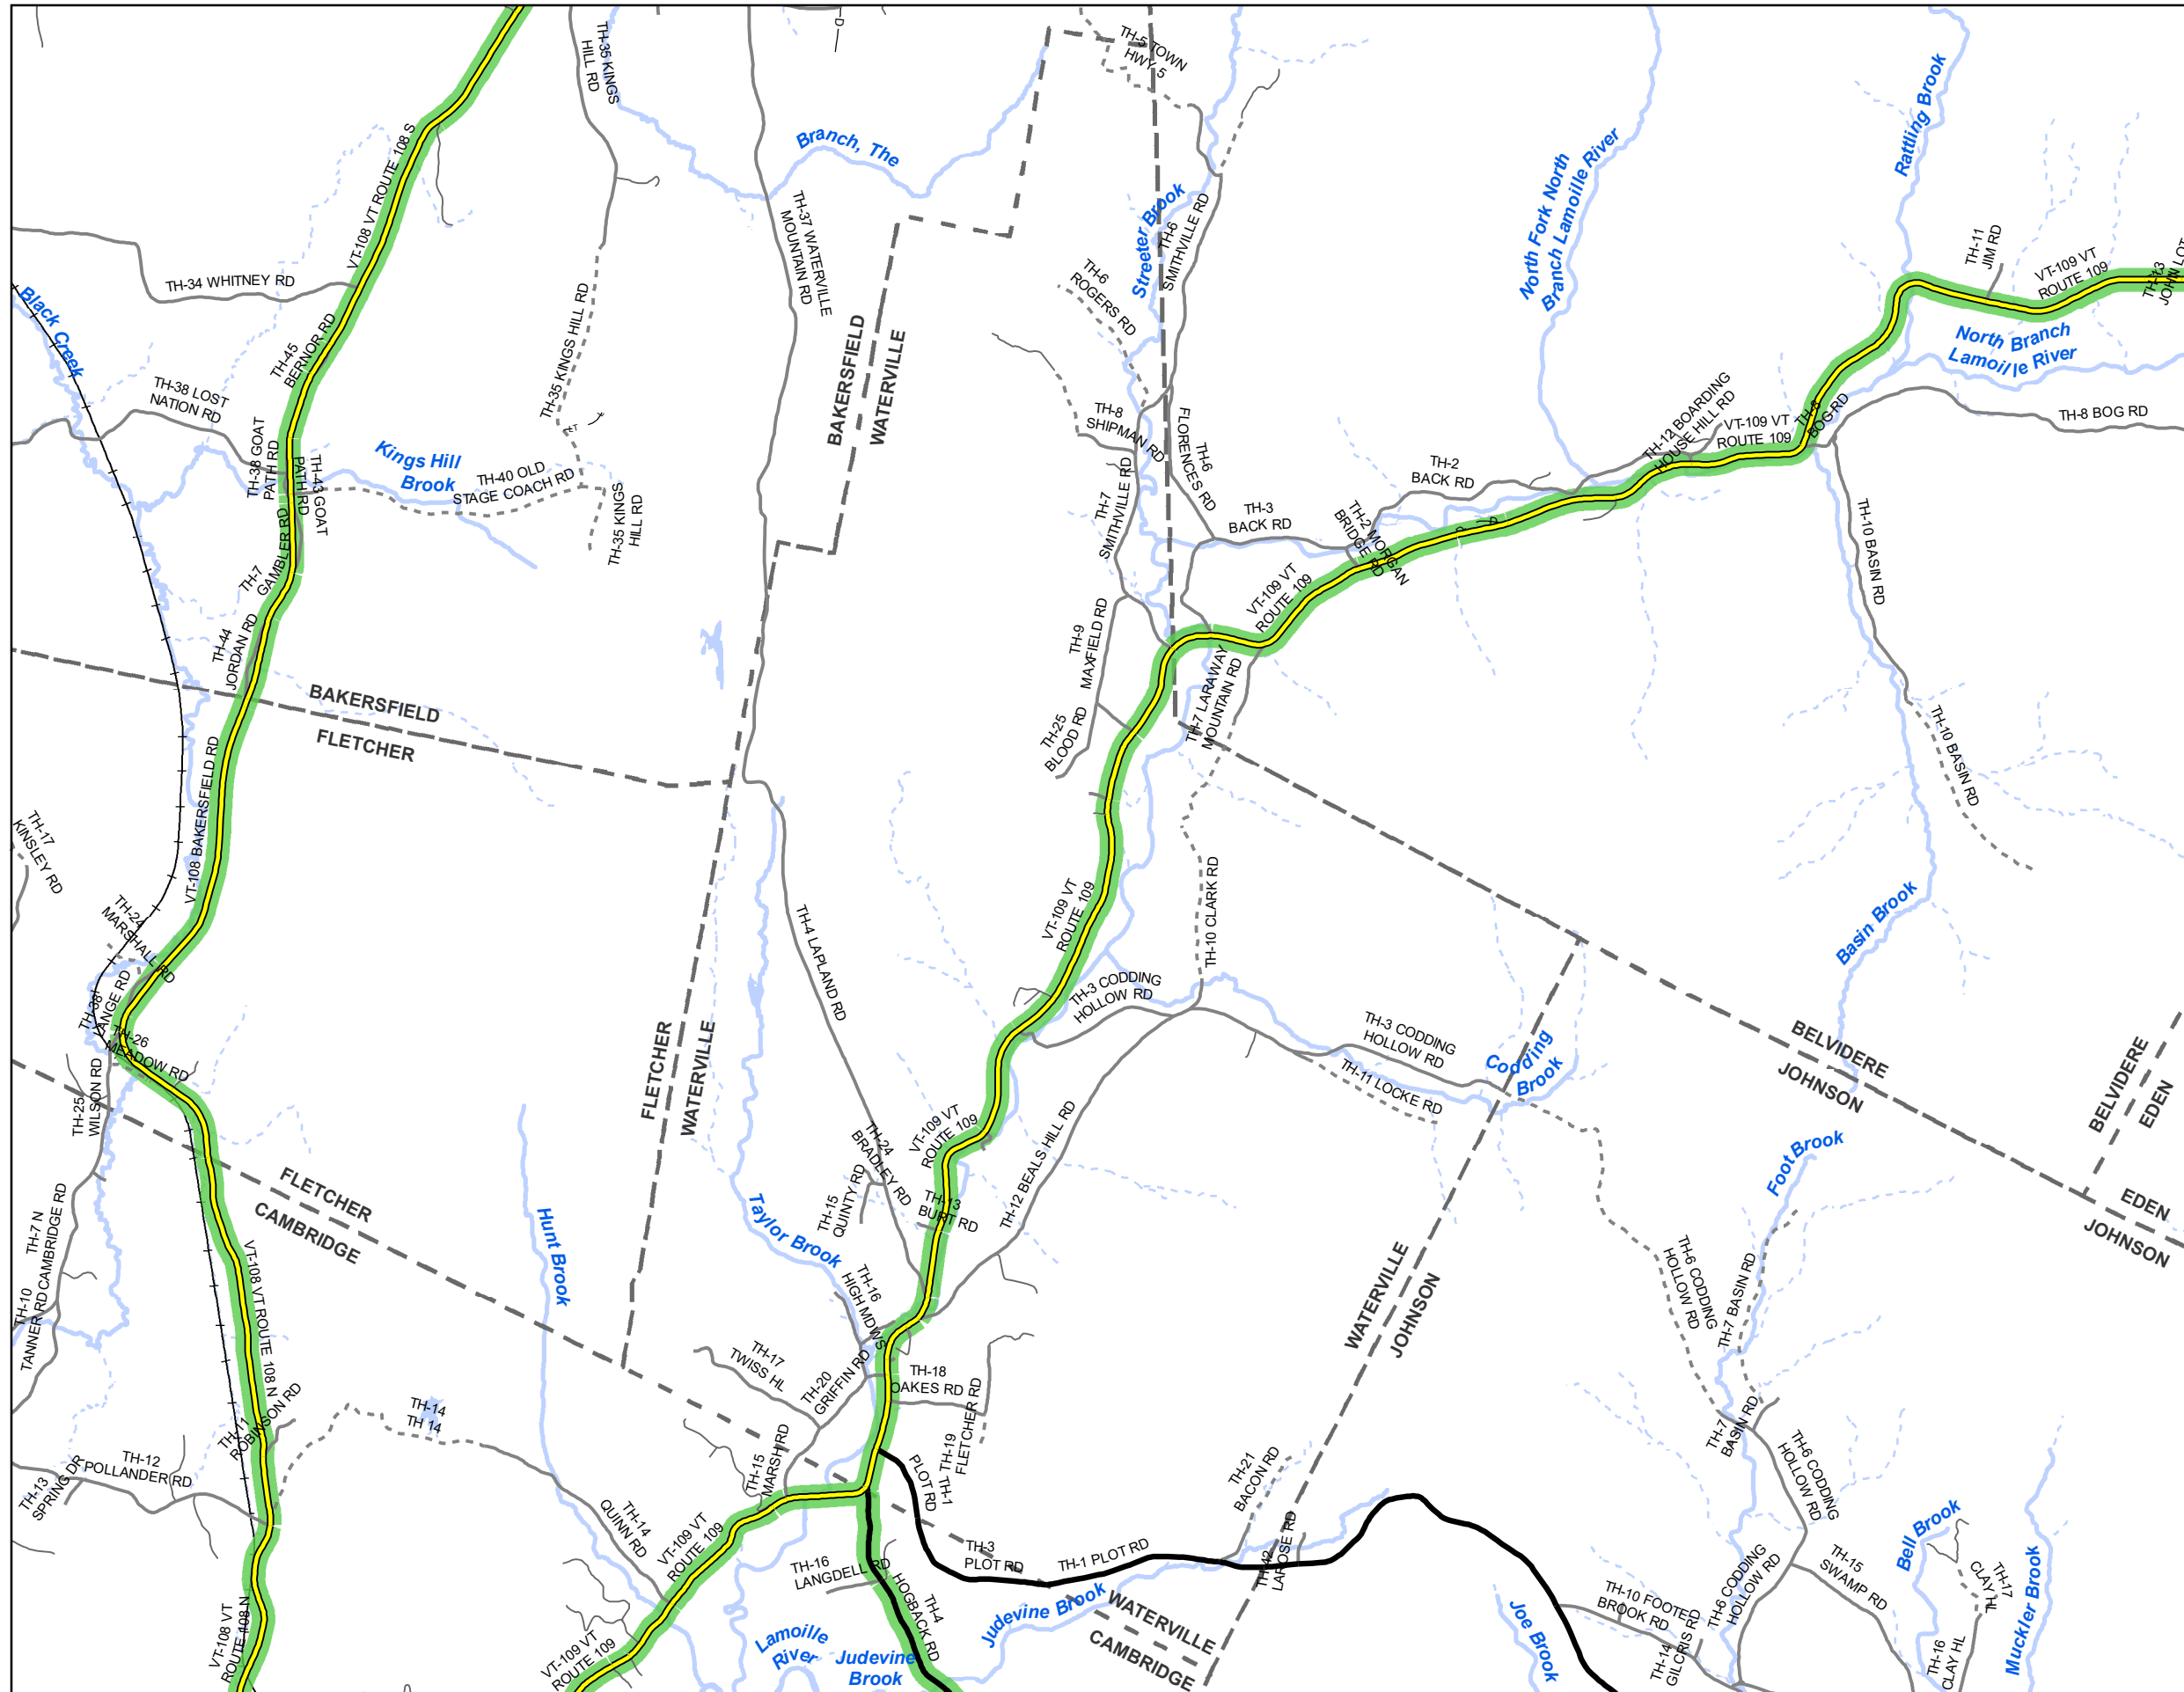 TH-35 KINGS
HILL RD
D
TH-5 TOWN
HWY 5
Branch, The
VT-108 VT ROUTE 108 S
TH-37 WATERVILLE
MOUNTAIN RD
Streeter Brook
TH-6
SMITHVILLE RD
North Fork North
Branch Lamoille River
Rattling Brook
TH-11
JIM RD
VT-109 VT
ROUTE 109
TH-13
JOHN LOT
TH-34 WHITNEY RD
Black Creek
TH-45
BERNOR RD
TH-35 KINGS HILL RD
TH-6
ROGERS RD
North Branch
Lamoille River
BAKERSFIELD
WATERVILLE
TH-38 LOST
NATION RD
TH-8
SHIPMAN RD
TH-6
FLORENCES RD
TH-12 BOARDING
HOUSE HILL RD
VT-109 VT
ROUTE 109
TH-8
BOG RD
TH-8 BOG RD
TH-38 GOAT
PATH RD
TH-43 GOAT
PATH RD
Kings Hill
Brook
TH-40 OLD
STAGE COACH RD
TH-35 KINGS
HILL RD
TH-7
SMITHVILLE RD
TH-3
BACK RD
TH-2
BACK RD
TH-2 MORGAN
BRIDGE RD
TH-10 BASIN RD
TH-7
GAMBLER RD
VT-109 VT
ROUTE 109
TH-44
JORDAN RD
TH-9
MAXFIELD RD
TH-7 LARAWAY
MOUNTAIN RD
BAKERSFIELD
FLETCHER
TH-25
BLOOD RD
TH-10 BASIN RD
VT-108 BAKERSFIELD RD
TH-17
KINSLEY RD
TH-24
MARSHALL RD
TH-4 LAPLAND RD
VT-109 VT
ROUTE 109
TH-10 CLARK RD
Basin Brook
TH-38
LANGE RD
TH-26
MEADOW RD
TH-3 CODDING
HOLLOW RD
TH-3 CODDING
HOLLOW RD
Codding
Brook
BELVIDERE
JOHNSON
BELVIDERE
EDEN
FLETCHER
WATERVILLE
TH-25
WILSON RD
TH-11 LOCKE RD
VT-109 VT
ROUTE 109
TH-24
BRADLEY RD
TH-12 BEALS HILL RD
Foot Brook
FLETCHER
CAMBRIDGE
TH-7 N
CAMBRIDGE RD
TH-10
TANNER RD
Hunt Brook
Taylor Brook
TH-15
QUINTY RD
TH-13
BURT RD
EDEN
JOHNSON
VT-108 VT ROUTE 108 N
TH-16
HIGH MDWS
WATERVILLE
JOHNSON
TH-6 CODDING
HOLLOW RD
TH-7 BASIN RD
TH-17
TWISS HL
TH-20
GRIFFIN RD
TH-18
OAKES RD
TH-19
FLETCHER RD
TH-14
TH 14
TH-11
ROBINSON RD
TH-7
BASIN RD
TH-6 CODDING
HOLLOW RD
TH-12
POLLANDER RD
TH-13
SPRING DR
TH-15
MARSH RD
TH-1
PLOT RD
TH-21
BACON RD
TH-14
QUINN RD
VT-109 VT
ROUTE 109
TH-3
PLOT RD
TH-1 PLOT RD
TH-42
LAROSE RD
Bell Brook
TH-16
LANGDELL RD
TH-4
HOGBACK RD
TH-15
SWAMP RD
TH-17
CLAY HL
Muckler Brook
Judevine Brook
WATERVILLE
CAMBRIDGE
TH-10 FOOTE
BROOK RD
TH-6 CODDING
HOLLOW RD
VT-108 VT
ROUTE 108 N
VT-109 VT
ROUTE 109
Lamoille
River
Judevine
Brook
Joe Brook
TH-14
GILCRIS RD
TH-16
CLAY HL